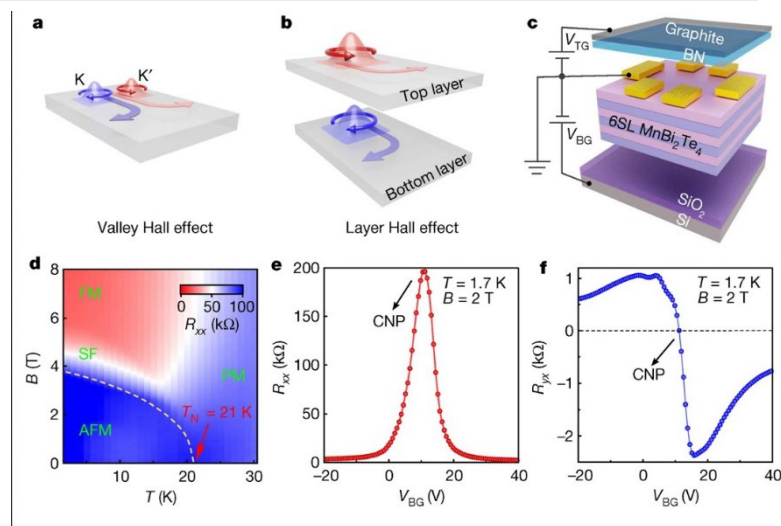 a
K
K′
Valley Hall effect
b
Top layer
Bottom layer
Layer Hall effect
c
Graphite
BN
V_TG
6SL MnBi₂Te₄
V_BG
SiO₂
Si
d
8
6
4
2
0
B (T)
FM
SF
AFM
PM
0 50 100
R_xx (kΩ)
T_N = 21 K
10 20 30
T (K)
e
200
150
100
50
0
R_xx (kΩ)
T = 1.7 K
B = 2 T
CNP
-20 0 20 40
V_BG (V)
f
1
0
-1
-2
R_yx (kΩ)
T = 1.7 K
B = 2 T
CNP
-20 0 20 40
V_BG (V)